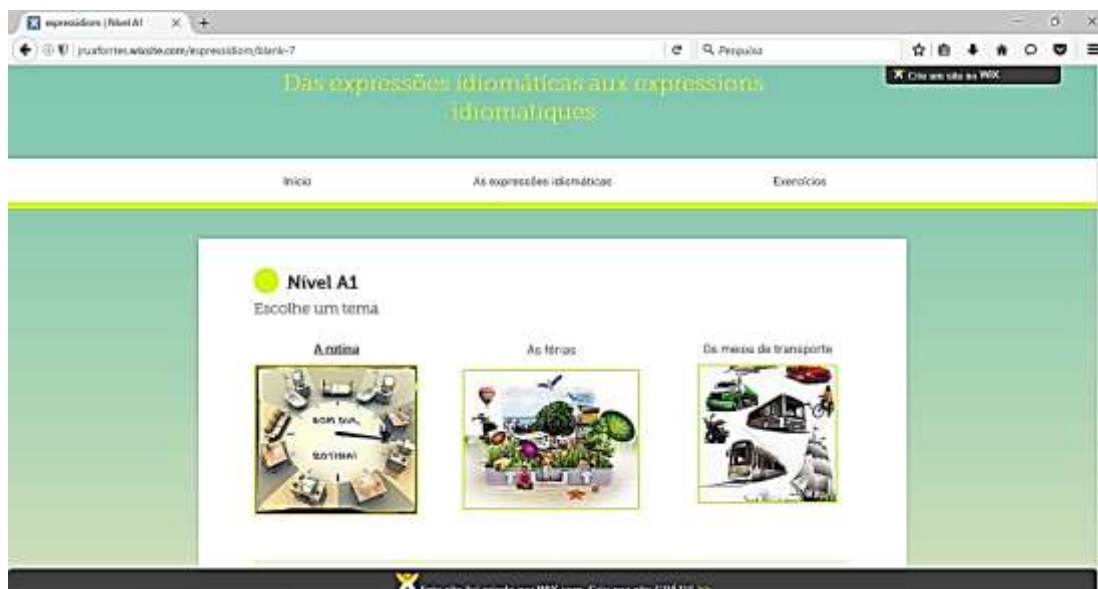 expressidiom | Nível A1
Pesquisa
Crie um site no WIX
Das expressões idiomáticas aux expressions
idiomatiques
Início
As expressões idiomáticas
Exercícios
Nível A1
Escolhe um tema
A rotina
As férias
Os meios de transporte
BOM DIA,
ROTINA!